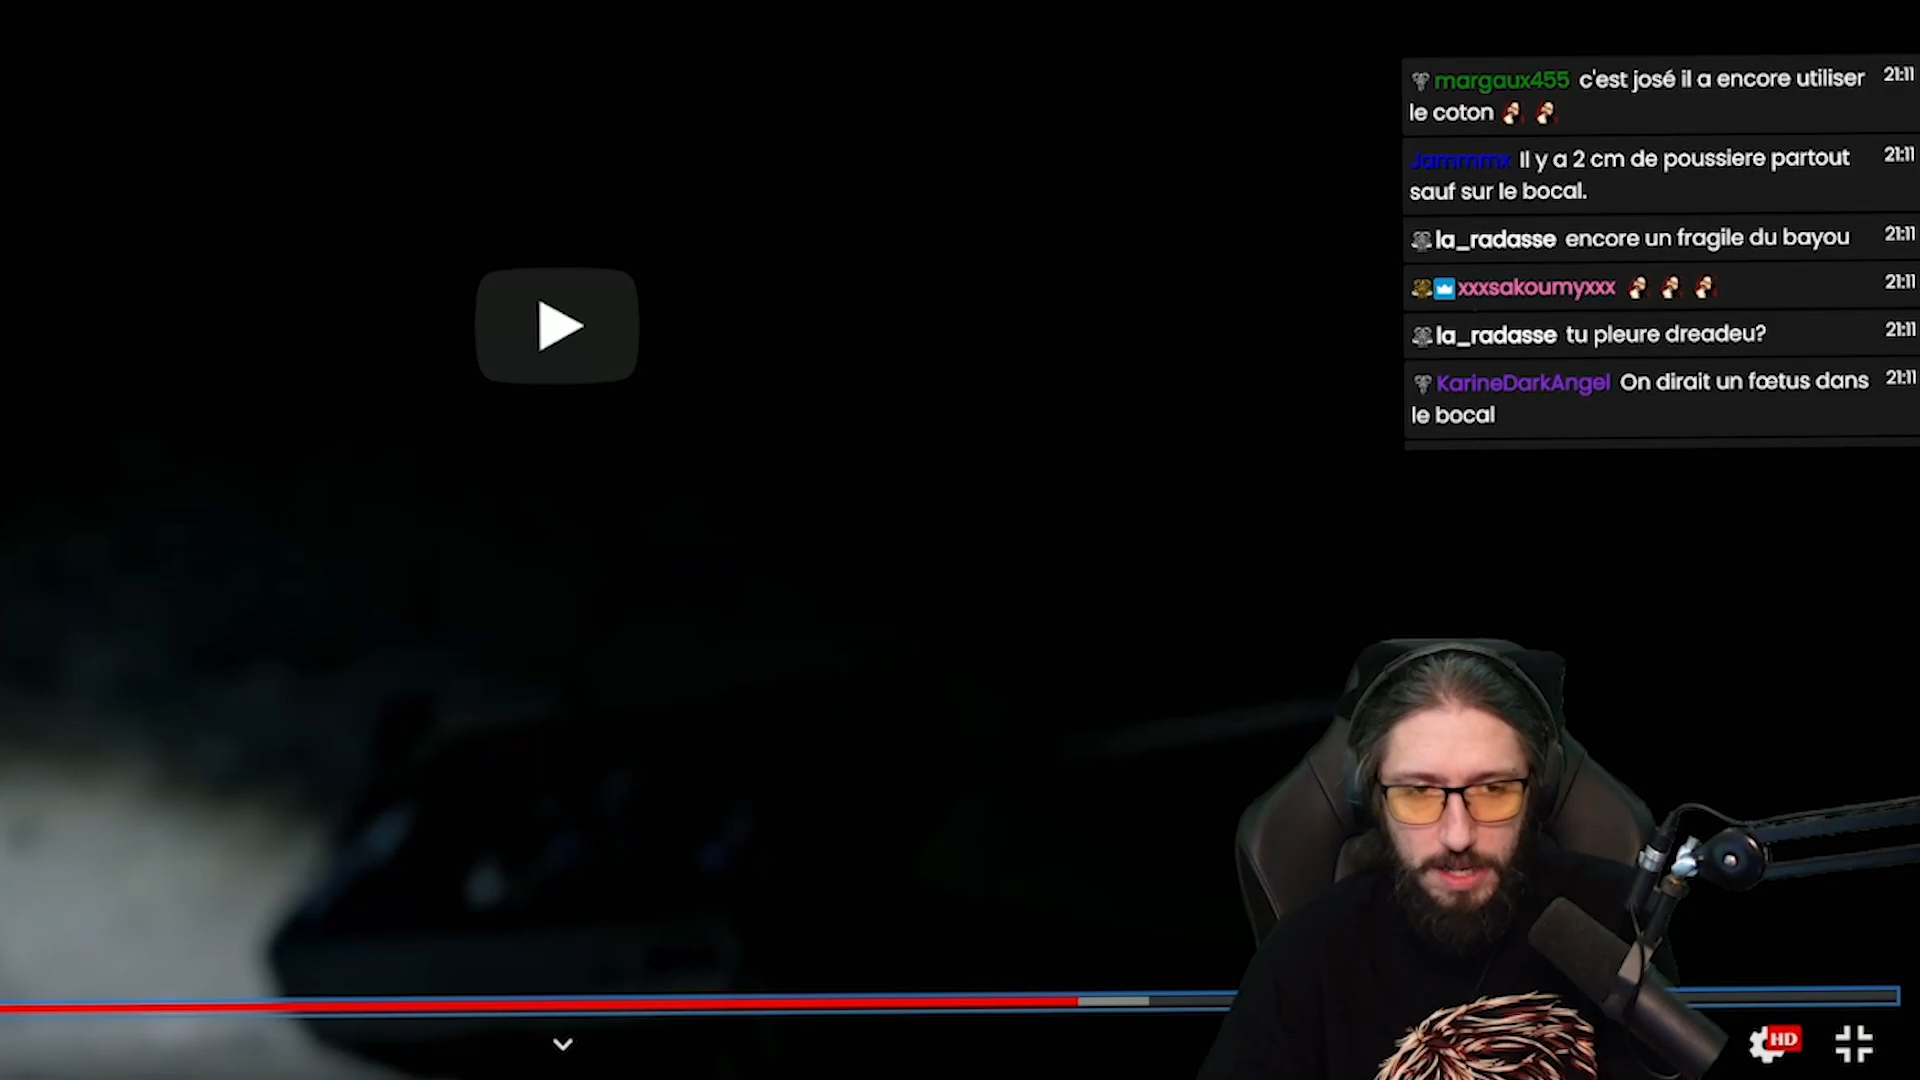 margaux455 c'est josé il a encore utiliser 21:11
le coton
Jammmx Il y a 2 cm de poussiere partout 21:11
sauf sur le bocal.
la_radasse encore un fragile du bayou 21:11
xxxsakoumyxxx 21:11
la_radasse tu pleure dreadeu? 21:11
KarineDarkAngel On dirait un fœtus dans 21:11
le bocal
HD